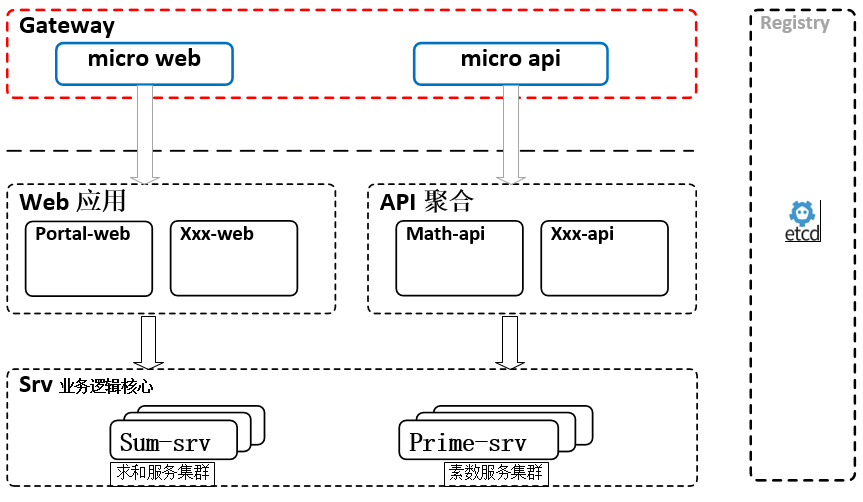 Gateway
micro web
micro api
Registry
Web 应用
Portal-web
Xxx-web
API 聚合
Math-api
Xxx-api
etcd
Srv 业务逻辑核心
Sum-srv
求和服务集群
Prime-srv
素数服务集群